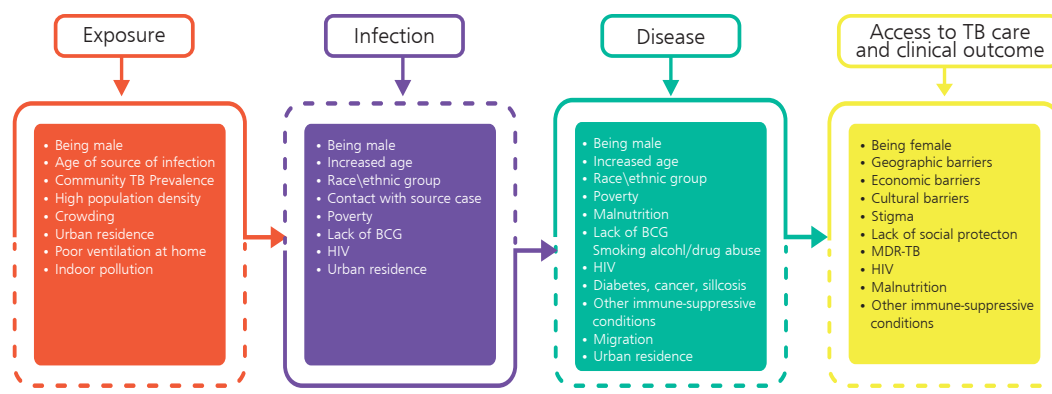 Exposure
• Being male
• Age of source of infection
• Community TB Prevalence
• High population density
• Crowding
• Urban residence
• Poor ventilation at home
• Indoor pollution
Infection
• Being male
• Increased age
• Race\ethnic group
• Contact with source case
• Poverty
• Lack of BCG
• HIV
• Urban residence
Disease
• Being male
• Increased age
• Race\ethnic group
• Poverty
• Malnutrition
• Lack of BCG
Smoking alcohl/drug abuse
• HIV
• Diabetes, cancer, sillcosis
• Other immune-suppressive
conditions
• Migration
• Urban residence
Access to TB care
and clinical outcome
• Being female
• Geographic barriers
• Economic barriers
• Cultural barriers
• Stigma
• Lack of social protecton
• MDR-TB
• HIV
• Malnutrition
• Other immune-suppressive
conditions